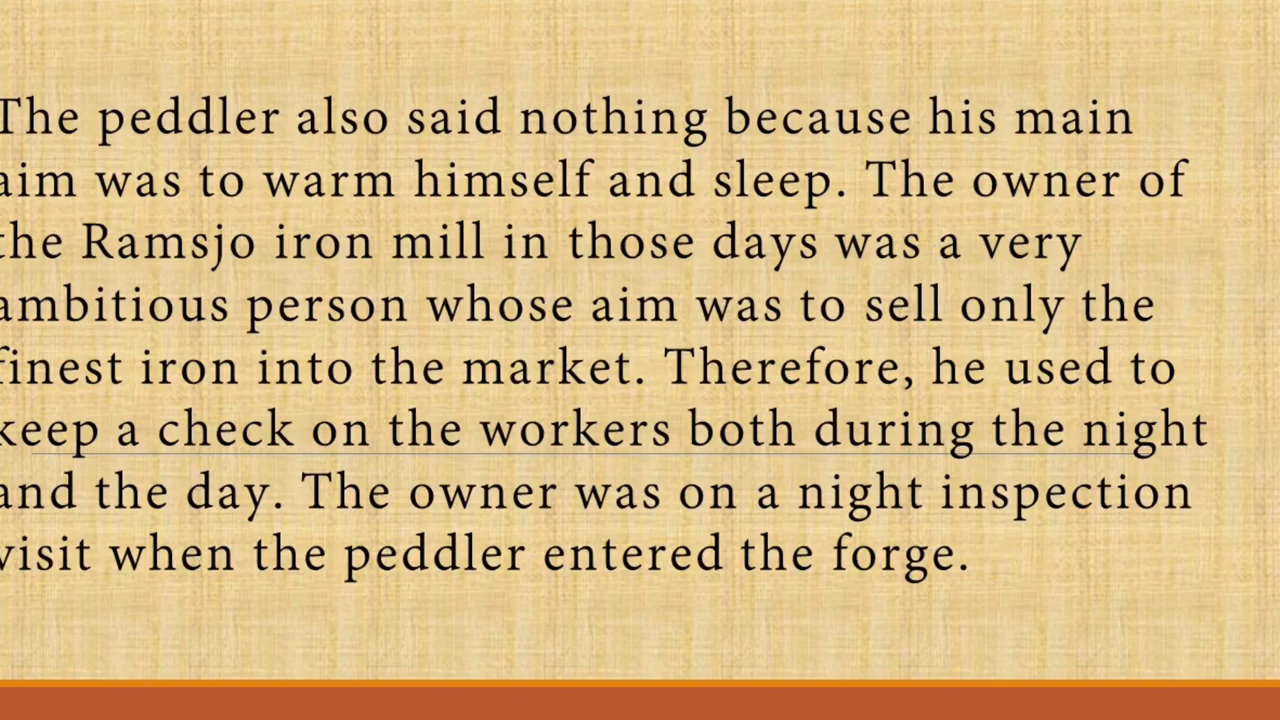 The peddler also said nothing because his main
aim was to warm himself and sleep. The owner of
the Ramsjo iron mill in those days was a very
ambitious person whose aim was to sell only the
finest iron into the market. Therefore, he used to
keep a check on the workers both during the night
and the day. The owner was on a night inspection
visit when the peddler entered the forge.